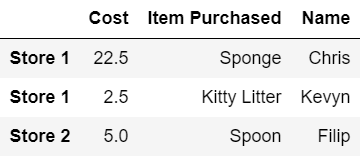 Cost Item Purchased Name
Store 1 22.5 Sponge Chris
Store 1 2.5 Kitty Litter Kevyn
Store 2 5.0 Spoon Filip